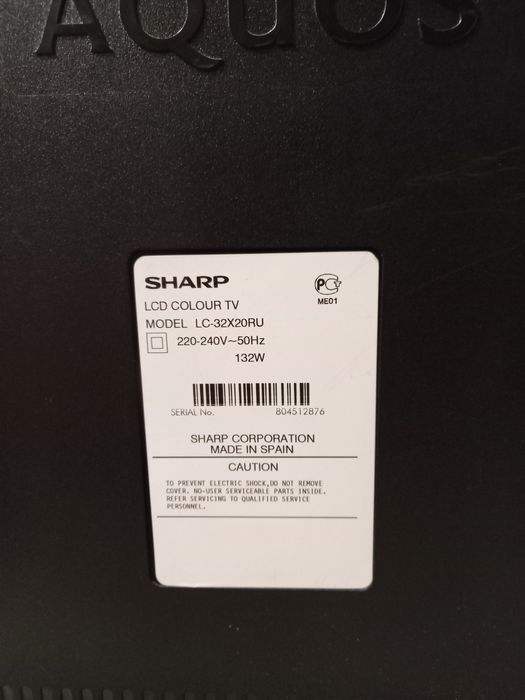 AQUOS
SHARP
РСТ
ME01
LCD COLOUR TV
MODEL LC-32X20RU
220-240V~50Hz
132W
SERIAL No. 804512876
SHARP CORPORATION
MADE IN SPAIN
CAUTION
TO PREVENT ELECTRIC SHOCK,DO NOT REMOVE
COVER. NO-USER SERVICEABLE PARTS INSIDE.
REFER SERVICING TO QUALIFIED SERVICE
PERSONNEL.